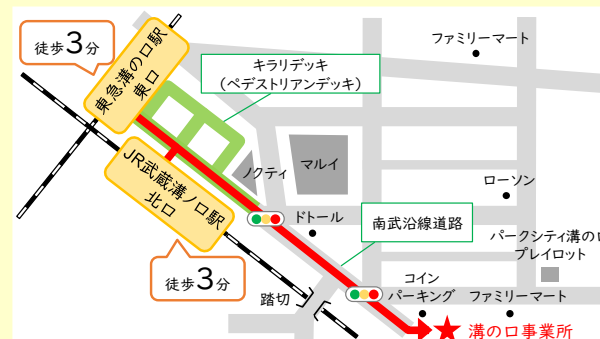 徒歩3分
東急溝の口駅
東口
キラリデッキ
(ペデストリアンデッキ)
ファミリーマート
JR武蔵溝ノ口駅
北口
ノクティ
マルイ
ローソン
ドトール
南武沿線道路
パークシティ溝の口
プレイロット
徒歩3分
踏切
コイン
パーキング
ファミリーマート
溝の口事業所